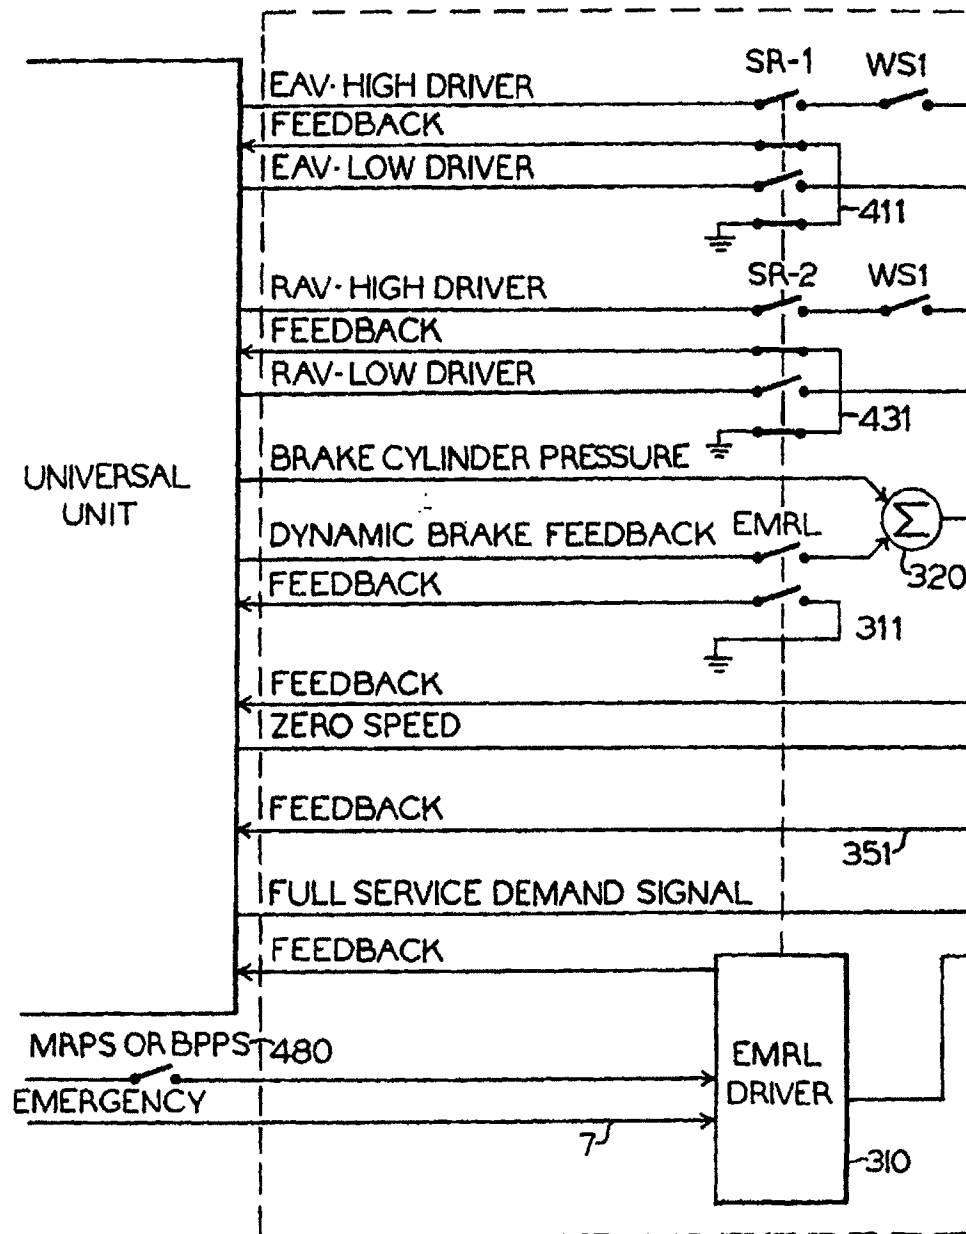 SR-1 WS1
EAV-HIGH DRIVER
FEEDBACK
EAV-LOW DRIVER
411
SR-2 WS1
RAV-HIGH DRIVER
FEEDBACK
RAV-LOW DRIVER
431
BRAKE CYLINDER PRESSURE
UNIVERSAL
UNIT
Σ
EMRL
DYNAMIC BRAKE FEEDBACK
320
FEEDBACK
311
FEEDBACK
ZERO SPEED
FEEDBACK
351
FULL SERVICE DEMAND SIGNAL
FEEDBACK
MRPS OR BPPS 480
EMRL
DRIVER
EMERGENCY
7
310